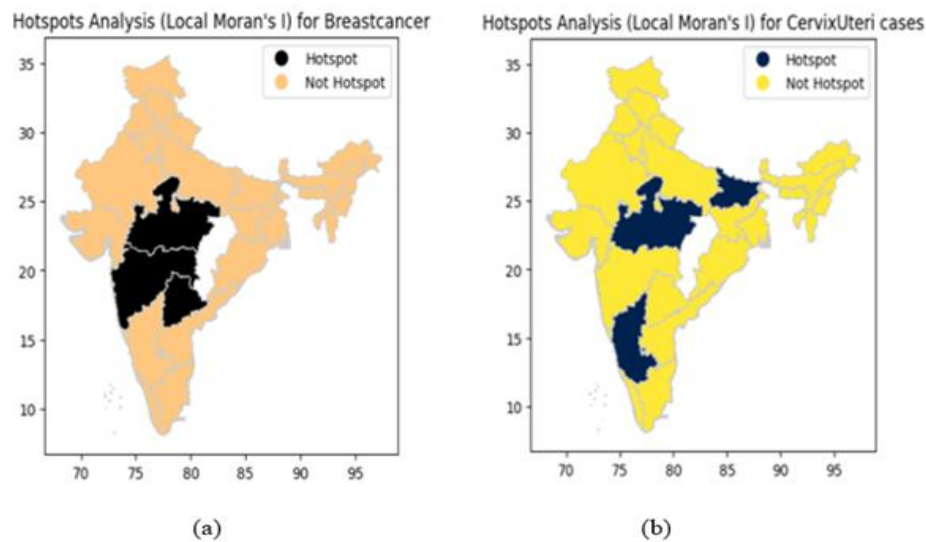 Hotspots Analysis (Local Moran's I) for Breastcancer
Hotspot
Not Hotspot
35
30
25
20
15
10
70 75 80 85 90 95
(a)
Hotspots Analysis (Local Moran's I) for CervixUteri cases
Hotspot
Not Hotspot
35
30
25
20
15
10
70 75 80 85 90 95
(b)